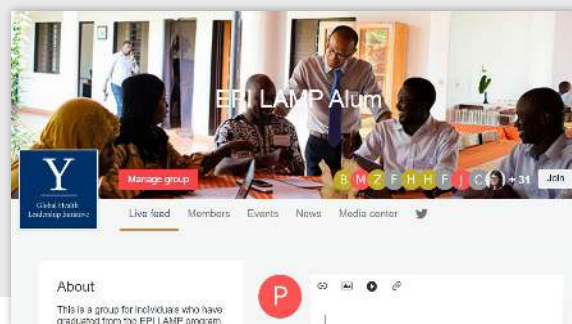 EPI LAMP Alum
Y
Global Health
Leadership Initiative
Manage group
B M Z F H H F J C + 31 Join
Live feed Members Events News Media center
About
This is a group for individuals who have
graduated from the EPI LAMP program
P